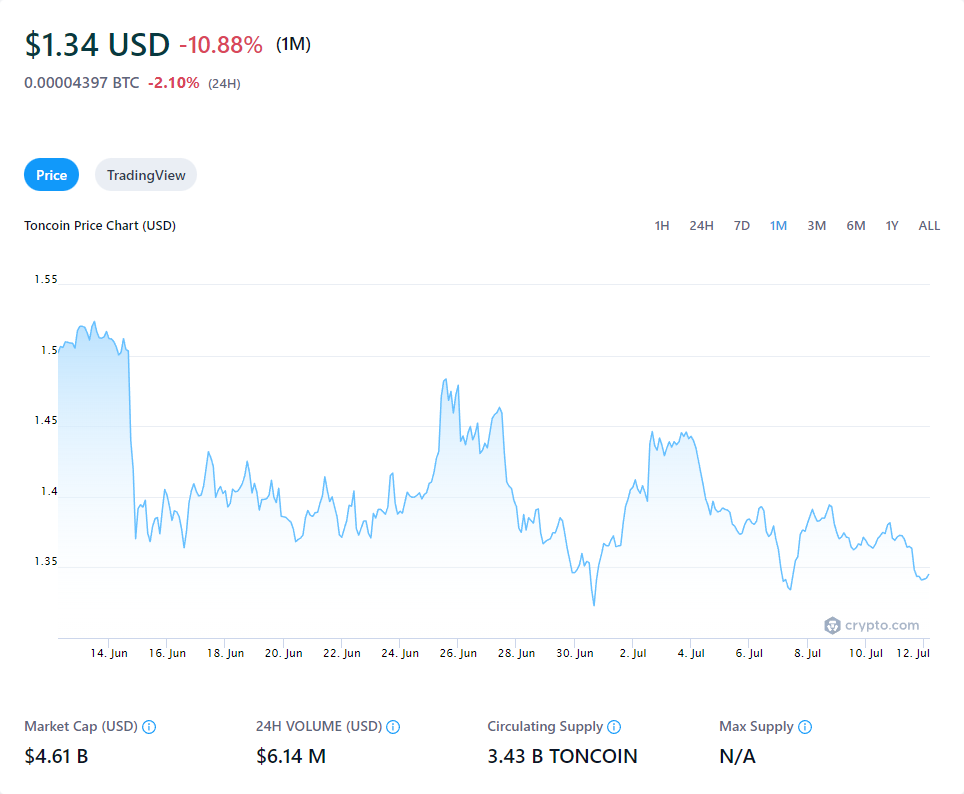 $1.34 USD -10.88% (1M)
0.00004397 BTC -2.10% (24H)
Price TradingView
Toncoin Price Chart (USD) 1H 24H 7D 1M 3M 6M 1Y ALL
1.55
1.5
1.45
1.4
1.35
crypto.com
14. Jun 16. Jun 18. Jun 20. Jun 22. Jun 24. Jun 26. Jun 28. Jun 30. Jun 2. Jul 4. Jul 6. Jul 8. Jul 10. Jul 12. Jul
Market Cap (USD) 24H VOLUME (USD) Circulating Supply Max Supply
$4.61 B $6.14 M 3.43 B TONCOIN N/A